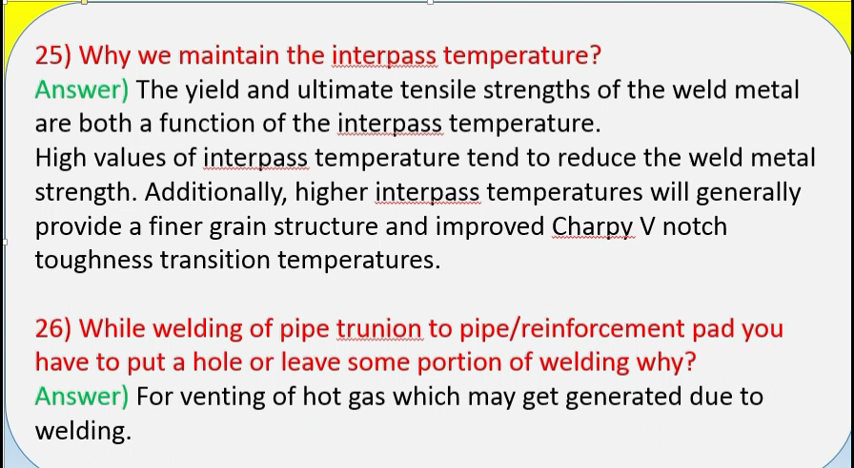 25) Why we maintain the interpass temperature?
Answer) The yield and ultimate tensile strengths of the weld metal
are both a function of the interpass temperature.
High values of interpass temperature tend to reduce the weld metal
strength. Additionally, higher interpass temperatures will generally
provide a finer grain structure and improved Charpy V notch
toughness transition temperatures.
26) While welding of pipe trunion to pipe/reinforcement pad you
have to put a hole or leave some portion of welding why?
Answer) For venting of hot gas which may get generated due to
welding.